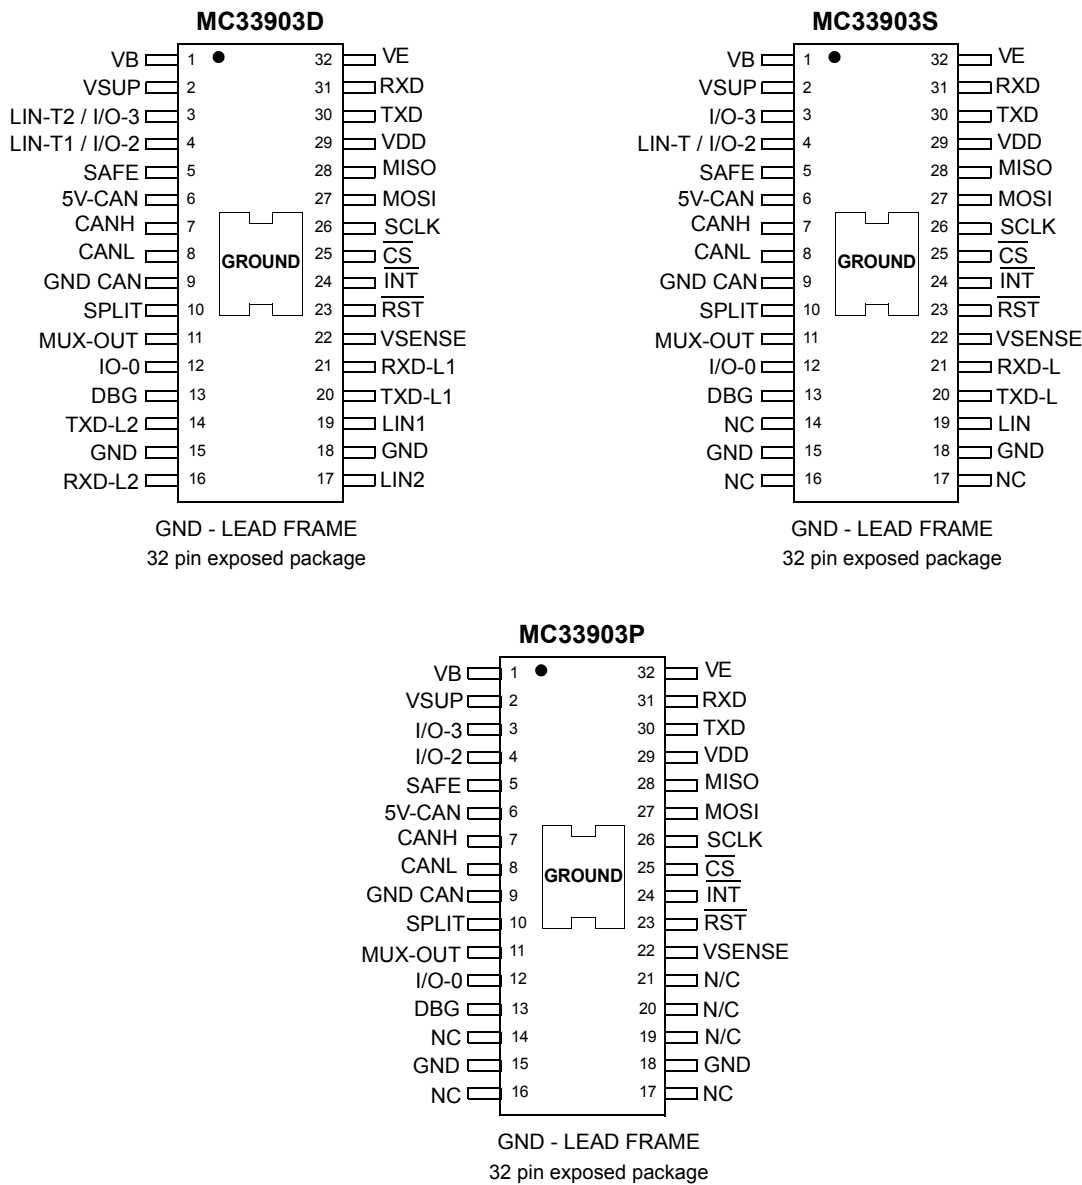 MC33903D
VB 1 32 VE
VSUP 2 31 RXD
LIN-T2 / I/O-3 3 30 TXD
LIN-T1 / I/O-2 4 29 VDD
SAFE 5 28 MISO
5V-CAN 6 27 MOSI
CANH 7 26 SCLK
CANL 8 25 CS
GROUND
GND CAN 9 24 INT
SPLIT 10 23 RST
MUX-OUT 11 22 VSENSE
IO-0 12 21 RXD-L1
DBG 13 20 TXD-L1
TXD-L2 14 19 LIN1
GND 15 18 GND
RXD-L2 16 17 LIN2
GND - LEAD FRAME
32 pin exposed package
MC33903S
VB 1 32 VE
VSUP 2 31 RXD
I/O-3 3 30 TXD
LIN-T / I/O-2 4 29 VDD
SAFE 5 28 MISO
5V-CAN 6 27 MOSI
CANH 7 26 SCLK
CANL 8 25 CS
GROUND
GND CAN 9 24 INT
SPLIT 10 23 RST
MUX-OUT 11 22 VSENSE
I/O-0 12 21 RXD-L
DBG 13 20 TXD-L
NC 14 19 LIN
GND 15 18 GND
NC 16 17 NC
GND - LEAD FRAME
32 pin exposed package
MC33903P
VB 1 32 VE
VSUP 2 31 RXD
I/O-3 3 30 TXD
I/O-2 4 29 VDD
SAFE 5 28 MISO
5V-CAN 6 27 MOSI
CANH 7 26 SCLK
CANL 8 25 CS
GROUND
GND CAN 9 24 INT
SPLIT 10 23 RST
MUX-OUT 11 22 VSENSE
I/O-0 12 21 N/C
DBG 13 20 N/C
NC 14 19 N/C
GND 15 18 GND
NC 16 17 NC
GND - LEAD FRAME
32 pin exposed package